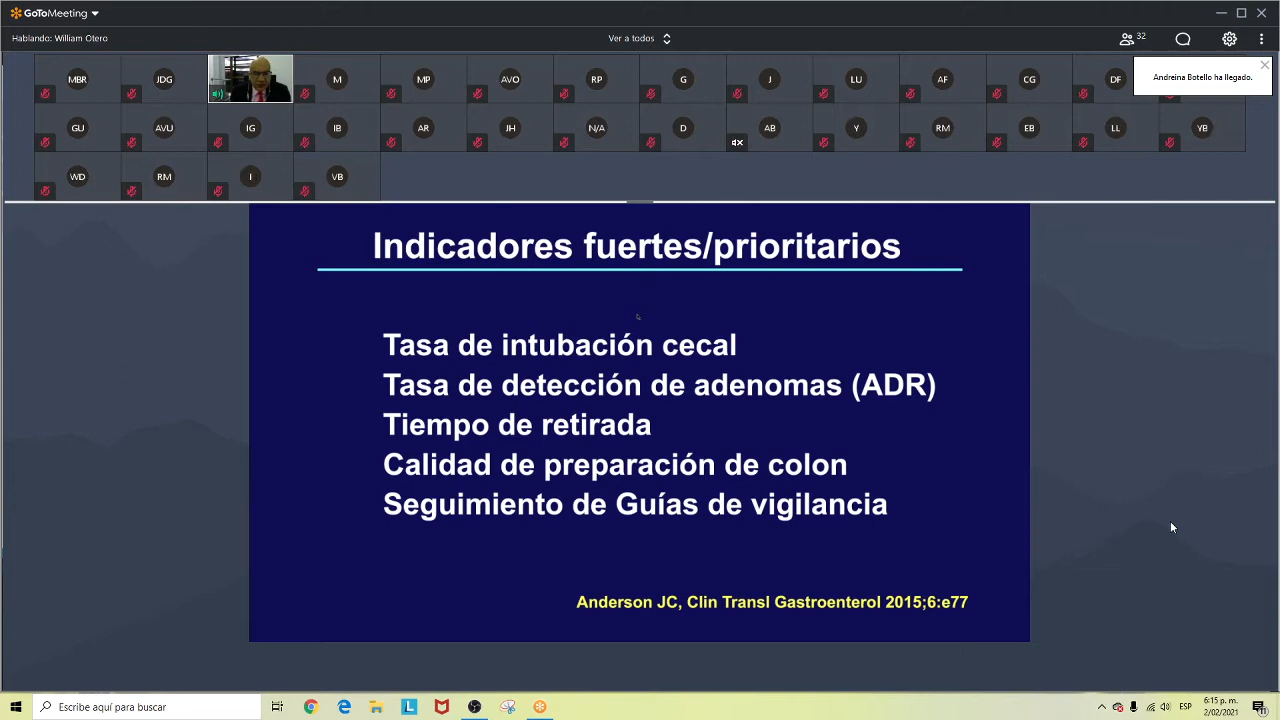 GoToMeeting
Hablando: William Otero
Ver a todos
32
MBR
JDG
M
MP
AVO
RP
G
J
LU
AF
CG
DF
Andreina Botello ha llegado.
GU
AVU
IG
IB
AR
JH
N/A
D
AB
Y
RM
EB
LL
YB
WD
RM
I
VB
Indicadores fuertes/prioritarios
Tasa de intubación cecal
Tasa de detección de adenomas (ADR)
Tiempo de retirada
Calidad de preparación de colon
Seguimiento de Guías de vigilancia
Anderson JC, Clin Transl Gastroenterol 2015;6:e77
Escribe aquí para buscar
L
ESP
6:15 p. m.
2/02/2021